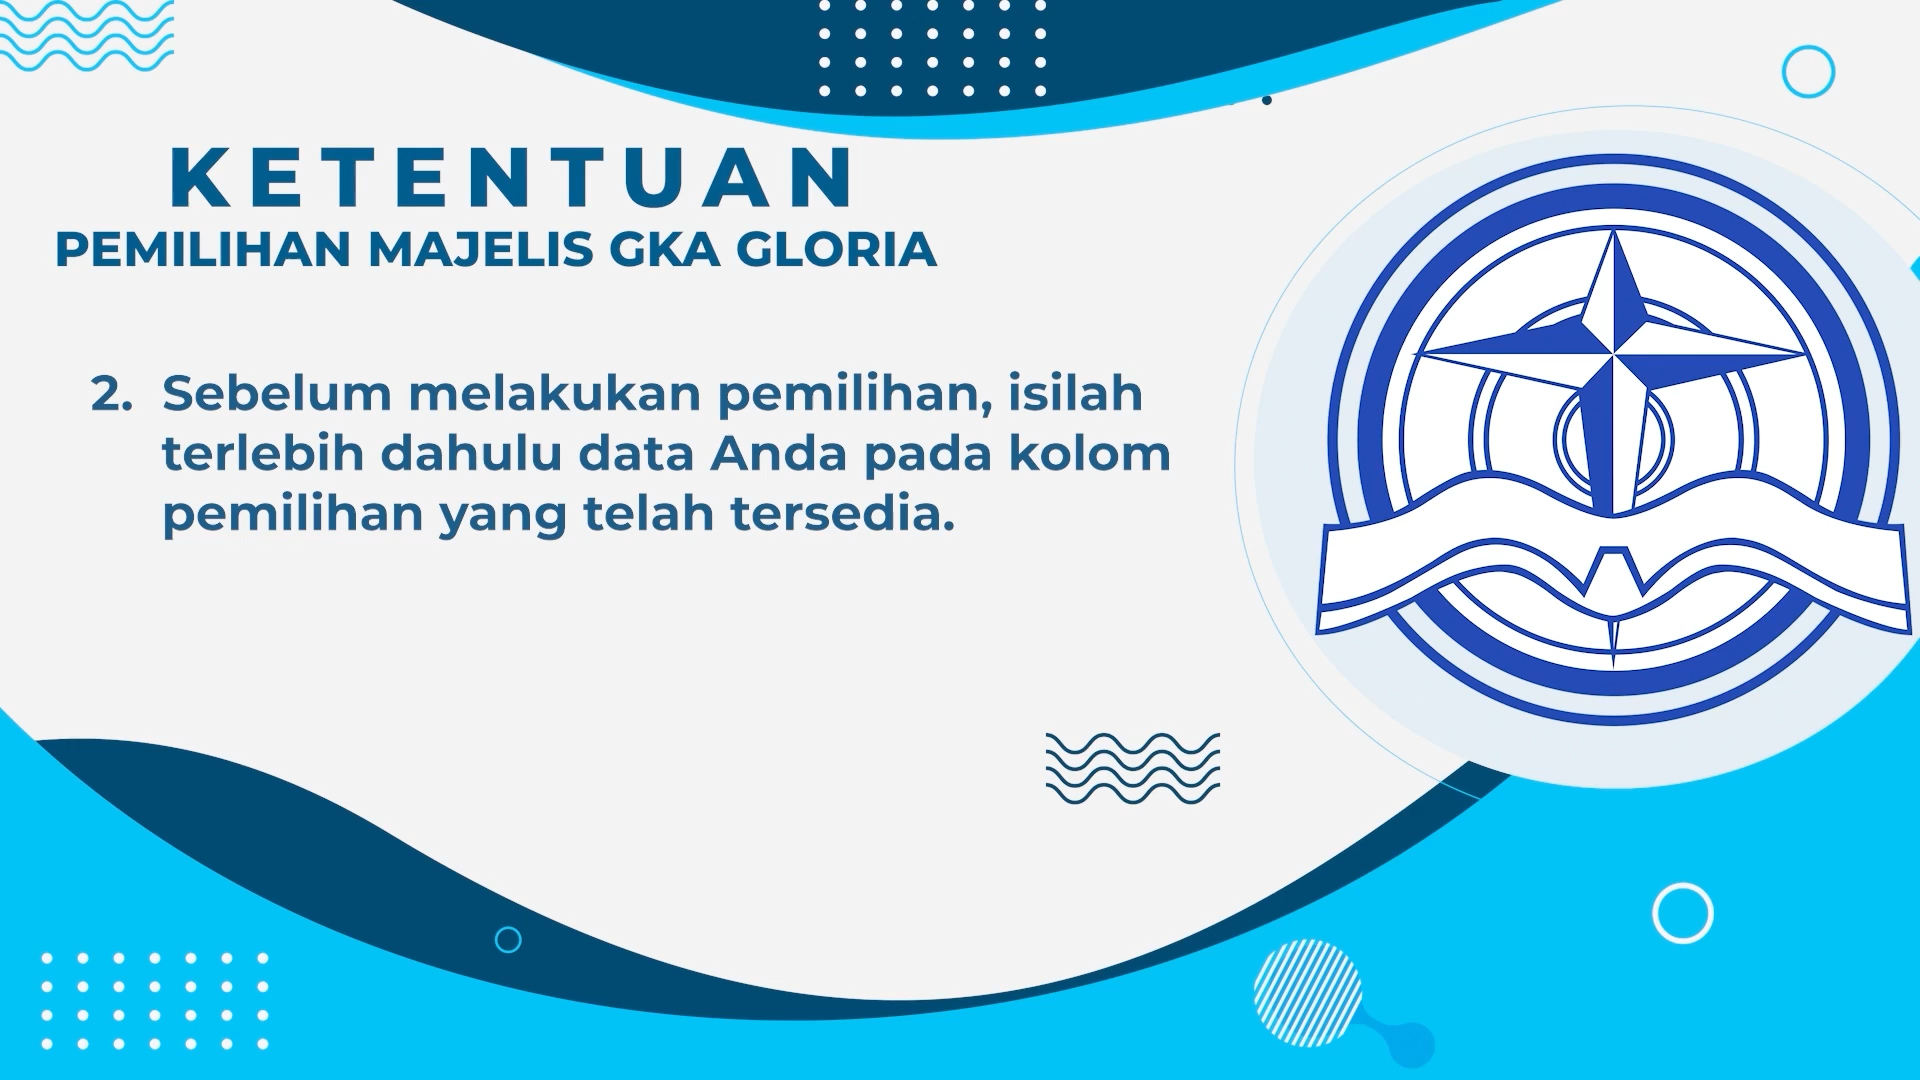 KETENTUAN
PEMILIHAN MAJELIS GKA GLORIA
2. Sebelum melakukan pemilihan, isilah
terlebih dahulu data Anda pada kolom
pemilihan yang telah tersedia.